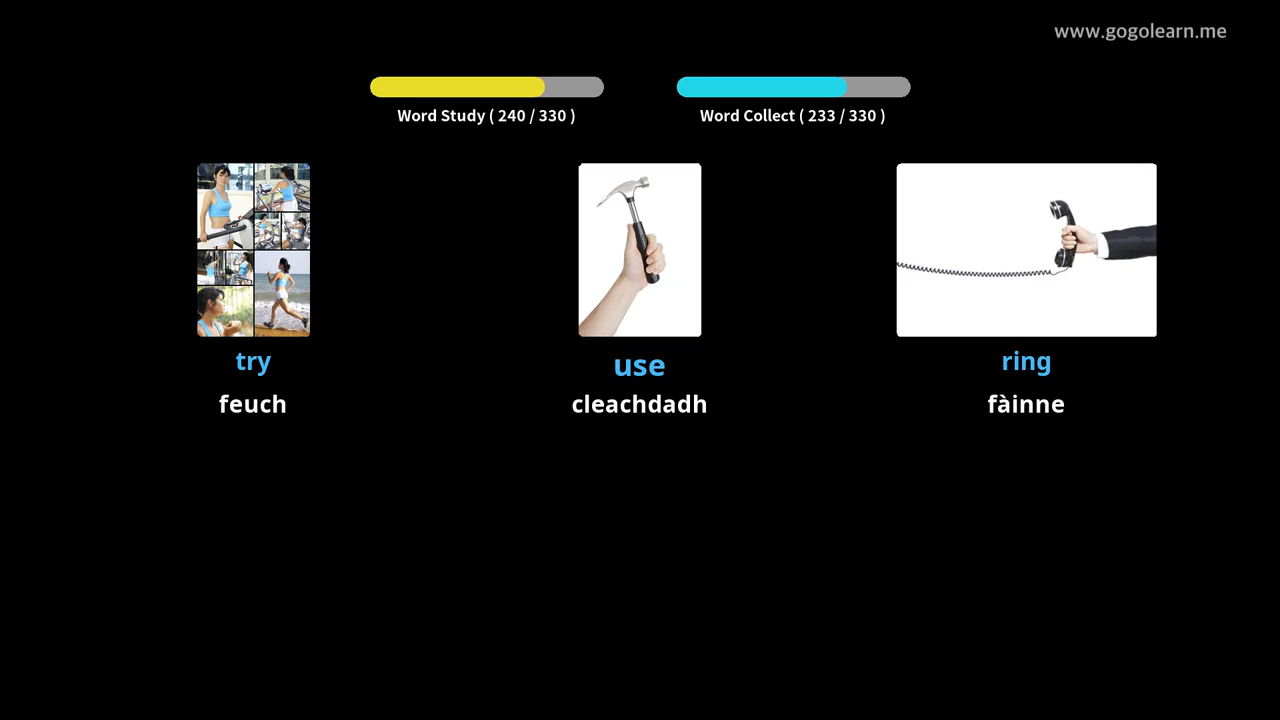 www.gogolearn.me
Word Study ( 240 / 330 )
Word Collect ( 233 / 330 )
try
use
ring
feuch
cleachdadh
fàinne